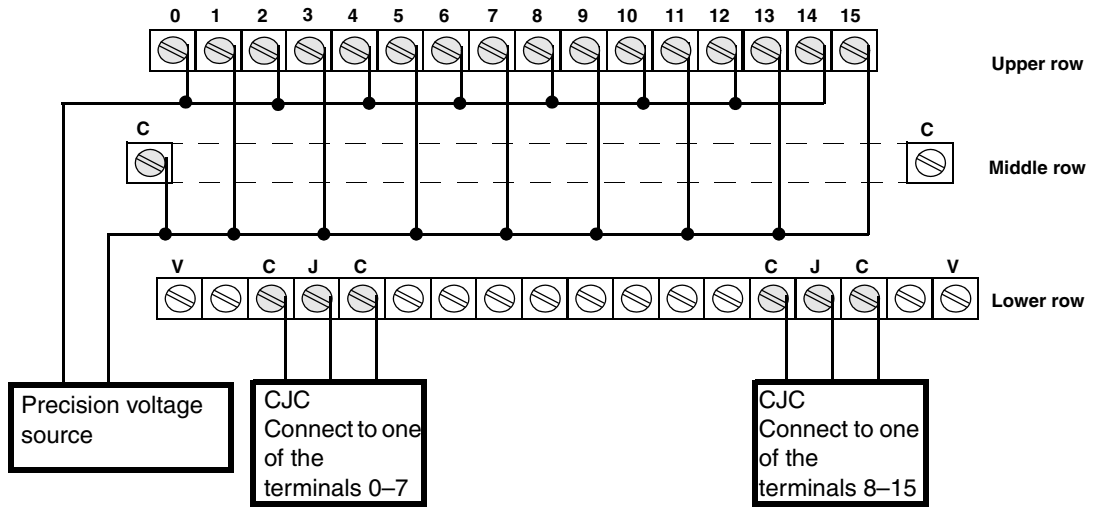 0 1 2 3 4 5 6 7 8 9 10 11 12 13 14 15
Upper row
C C
Middle row
V C J C C J C V
Lower row
Precision voltage
source
CJC
Connect to one
of the
terminals 0–7
CJC
Connect to one
of the
terminals 8–15